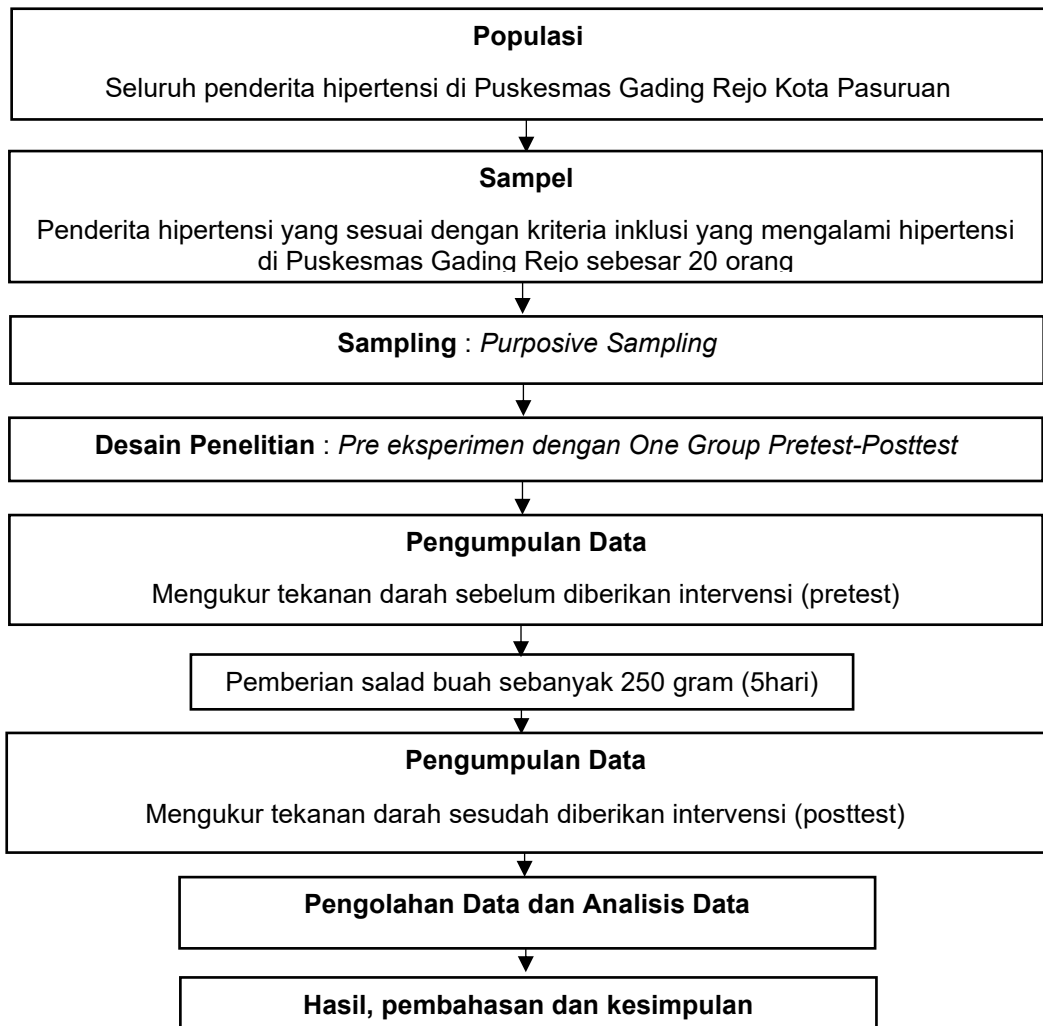 Populasi
Seluruh penderita hipertensi di Puskesmas Gading Rejo Kota Pasuruan
Sampel
Penderita hipertensi yang sesuai dengan kriteria inklusi yang mengalami hipertensi
di Puskesmas Gading Rejo sebesar 20 orang
Sampling : Purposive Sampling
Desain Penelitian : Pre eksperimen dengan One Group Pretest-Posttest
Pengumpulan Data
Mengukur tekanan darah sebelum diberikan intervensi (pretest)
Pemberian salad buah sebanyak 250 gram (5hari)
Pengumpulan Data
Mengukur tekanan darah sesudah diberikan intervensi (posttest)
Pengolahan Data dan Analisis Data
Hasil, pembahasan dan kesimpulan